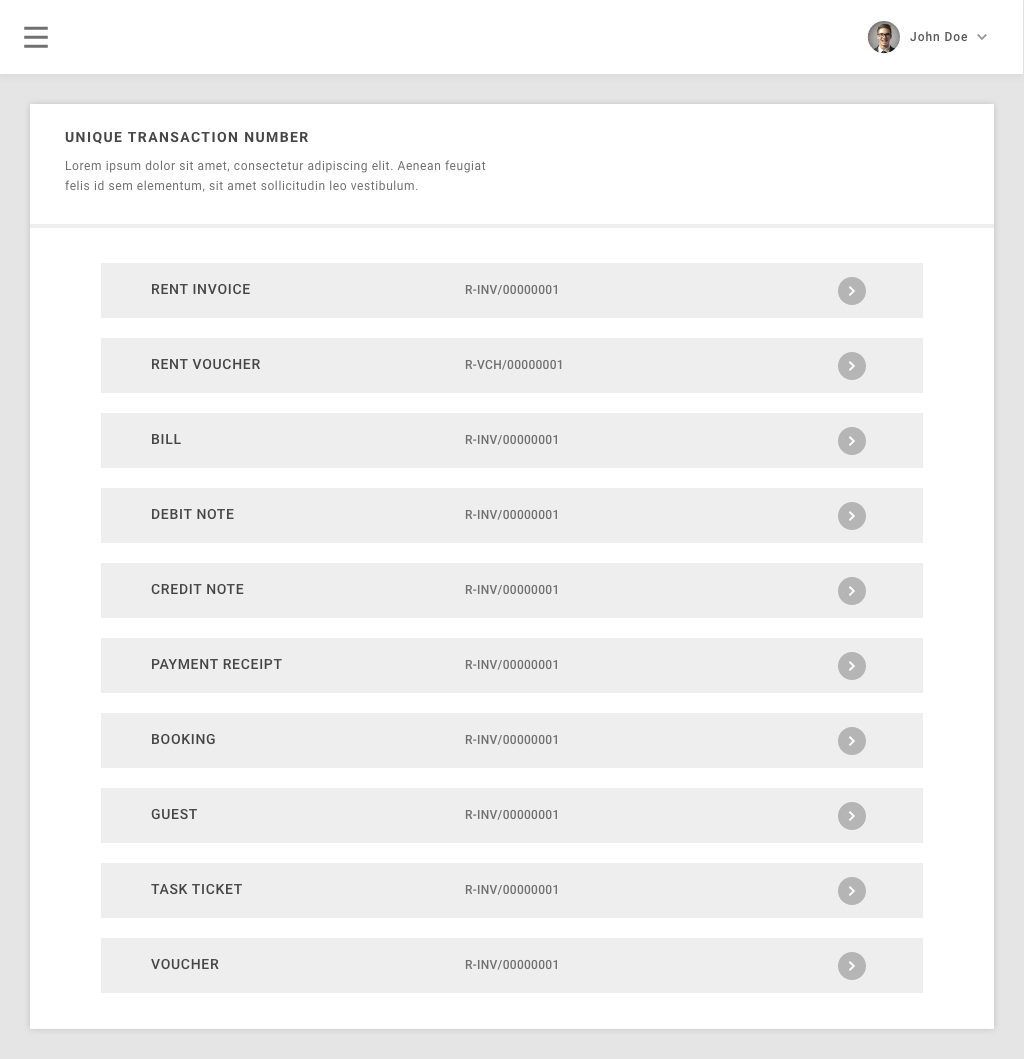 John Doe
UNIQUE TRANSACTION NUMBER
Lorem ipsum dolor sit amet, consectetur adipiscing elit. Aenean feugiat
felis id sem elementum, sit amet sollicitudin leo vestibulum.
RENT INVOICE R-INV/00000001
RENT VOUCHER R-VCH/00000001
BILL R-INV/00000001
DEBIT NOTE R-INV/00000001
CREDIT NOTE R-INV/00000001
PAYMENT RECEIPT R-INV/00000001
BOOKING R-INV/00000001
GUEST R-INV/00000001
TASK TICKET R-INV/00000001
VOUCHER R-INV/00000001